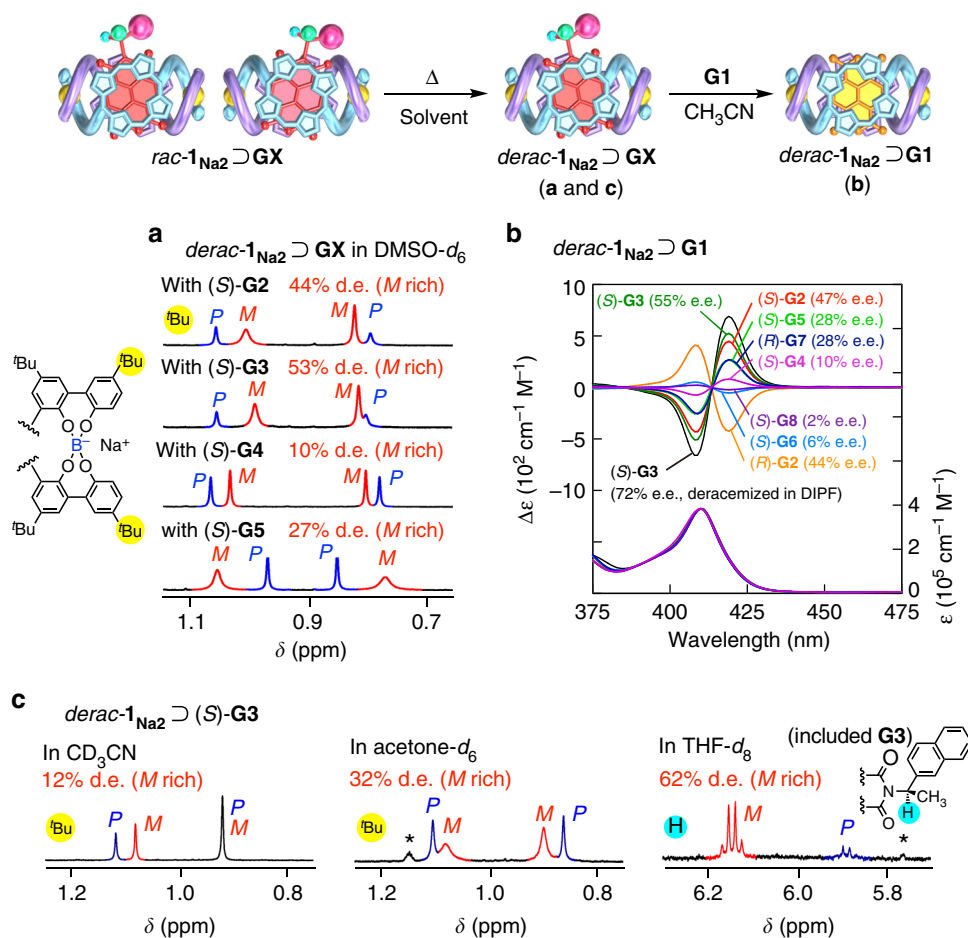 Δ
Solvent
G1
CH3CN
rac-1Na2 ⊃ GX
derac-1Na2 ⊃ GX
(a and c)
derac-1Na2 ⊃ G1
(b)
a
derac-1Na2 ⊃ GX in DMSO-d6
With (S)-G2 44% d.e. (M rich)
tBu
P
M
M
P
With (S)-G3 53% d.e. (M rich)
P
M
M
P
With (S)-G4 10% d.e. (M rich)
P
M
M
P
with (S)-G5 27% d.e. (M rich)
M
P
P
M
1.1
0.9
0.7
δ (ppm)
tBu
tBu
O
O
B−
Na+
O
O
tBu
tBu
b
derac-1Na2 ⊃ G1
10
5
0
−5
−10
(S)-G3 (55% e.e.)
(S)-G2 (47% e.e.)
(S)-G5 (28% e.e.)
(R)-G7 (28% e.e.)
(S)-G4 (10% e.e.)
(S)-G8 (2% e.e.)
(S)-G6 (6% e.e.)
(R)-G2 (44% e.e.)
(S)-G3
(72% e.e., deracemized in DIPF)
Δε (10² cm−1 M−1)
4
2
0
ε (10⁵ cm−1 M−1)
375
400
425
450
475
Wavelength (nm)
c
derac-1Na2 ⊃ (S)-G3
In CD3CN
12% d.e. (M rich)
tBu
P
M
P
M
1.2
1.0
0.8
δ (ppm)
In acetone-d6
32% d.e. (M rich)
tBu
*
P
M
M
P
1.2
1.0
0.8
δ (ppm)
In THF-d8
62% d.e. (M rich)
H
M
P
*
(included G3)
O
N
CH3
O
H
6.2
6.0
5.8
δ (ppm)